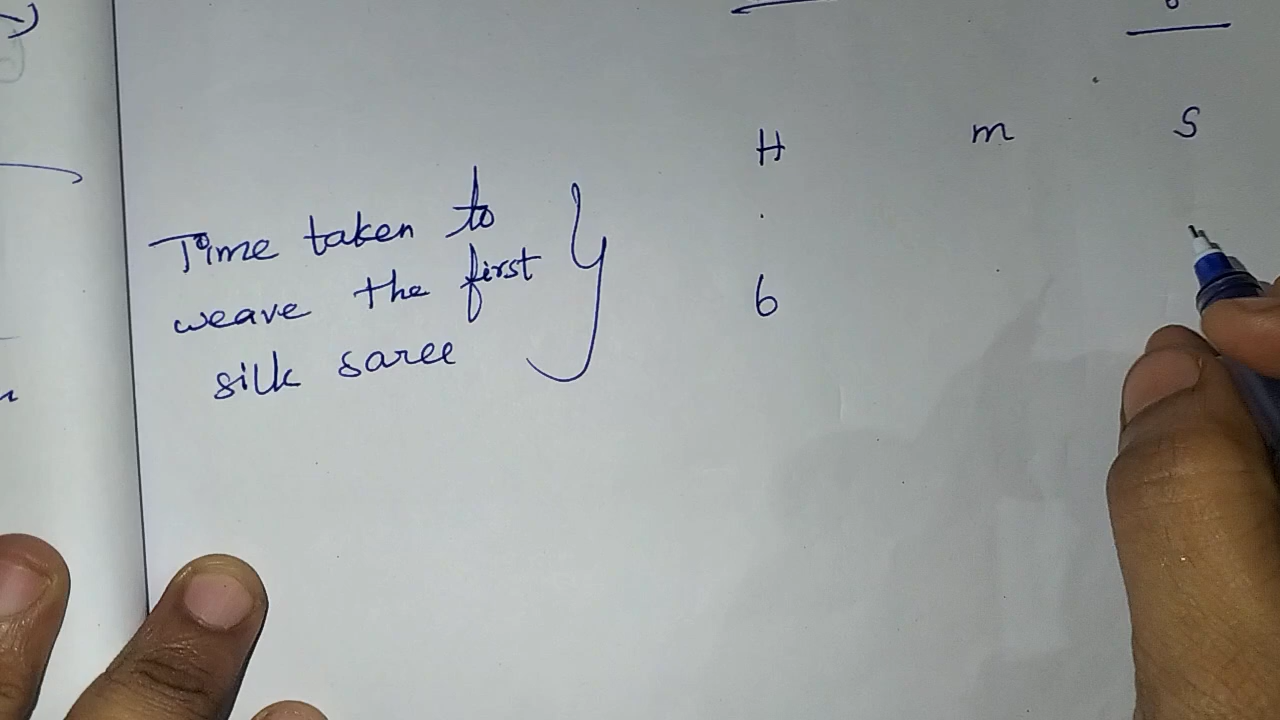 H m S
Time taken to
weave the first
silk saree
6